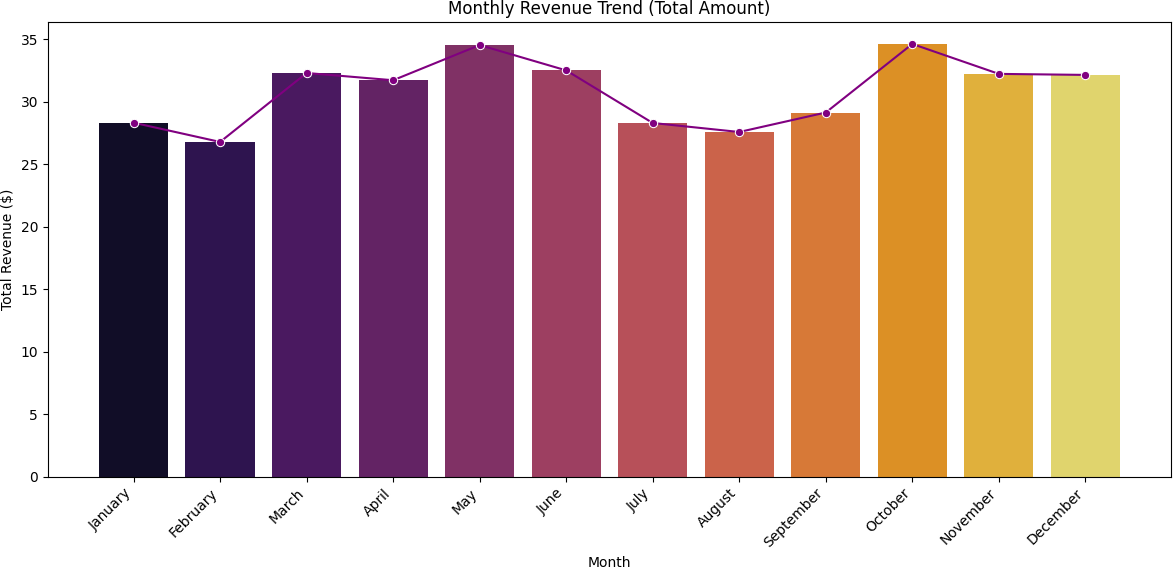 Monthly Revenue Trend (Total Amount)
Total Revenue ($)
35
30
25
20
15
10
5
0
January
February
March
April
May
June
July
August
September
October
November
December
Month